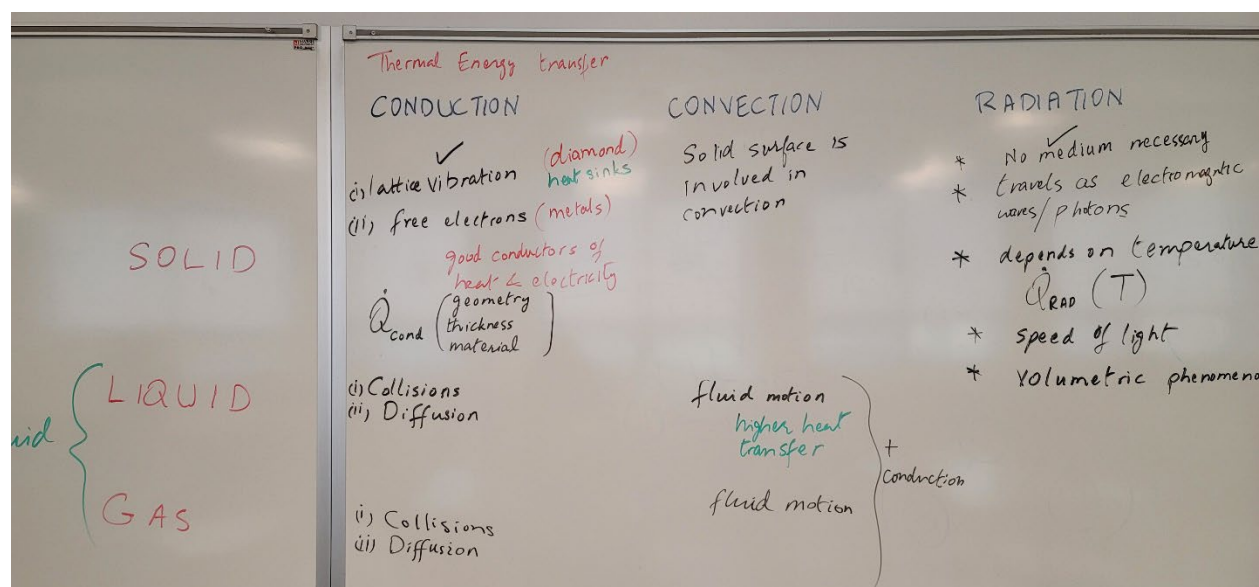 Thermal Energy transfer
CONDUCTION
CONVECTION
RADIATION
SOLID
(i) lattice vibration (diamond)
heat sinks
(ii) free electrons (metals)
good conductors of
heat & electricity
Q̇cond (geometry
thickness
material)
Solid surface is
involved in
convection
* No medium necessary
* travels as electromagntic
waves/photons
* depends on temperature
Q̇RAD (T)
* speed of light
* volumetric phenomeno
uid
LIQUID
(i) Collisions
(ii) Diffusion
fluid motion
higher heat
transfer
+
conduction
GAS
(i) Collisions
(ii) Diffusion
fluid motion